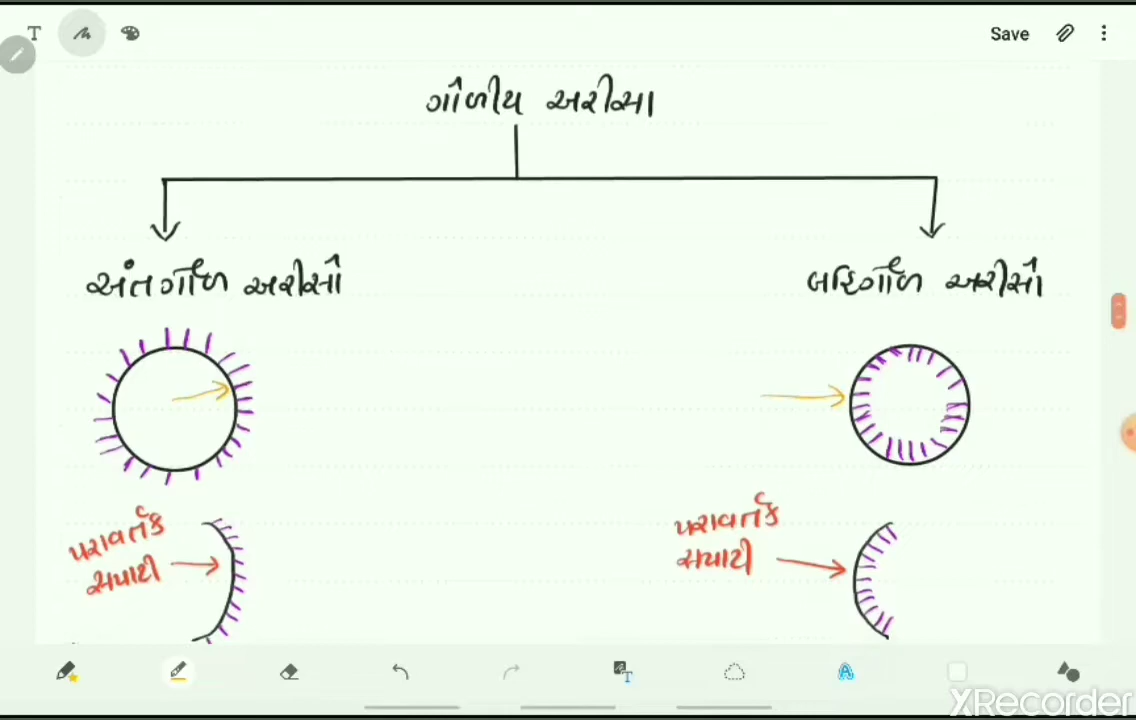 T
Save
ગોળીય અરીસા
અંતર્ગોળ અરીસો
બહિર્ગોળ અરીસો
પરાવર્તક
સપાટી
પરાવર્તક
સપાટી
T
A
XRecorder